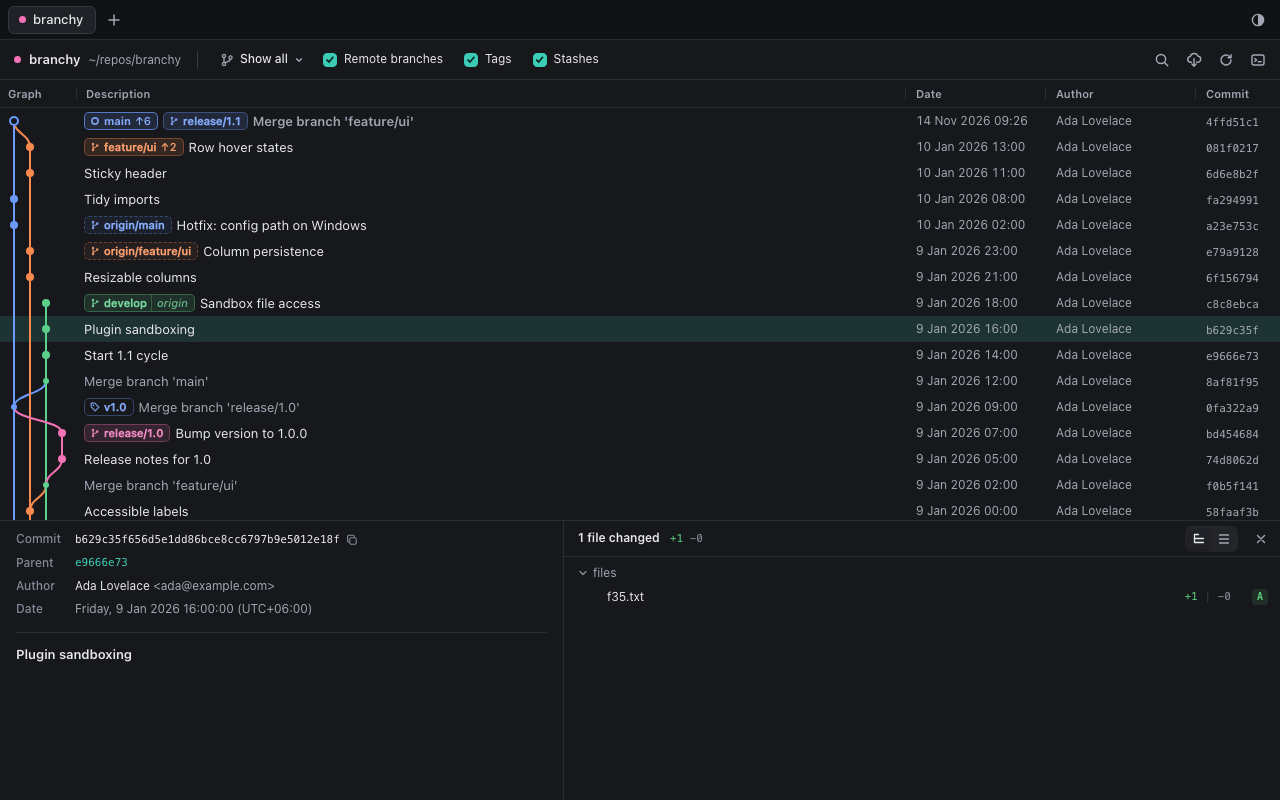 branchy
branchy ~/repos/branchy Show all Remote branches Tags Stashes
Graph Description Date Author Commit
main ↑6 release/1.1 Merge branch 'feature/ui' 14 Nov 2026 09:26 Ada Lovelace 4ffd51c1
feature/ui ↑2 Row hover states 10 Jan 2026 13:00 Ada Lovelace 081f0217
Sticky header 10 Jan 2026 11:00 Ada Lovelace 6d6e8b2f
Tidy imports 10 Jan 2026 08:00 Ada Lovelace fa294991
origin/main Hotfix: config path on Windows 10 Jan 2026 02:00 Ada Lovelace a23e753c
origin/feature/ui Column persistence 9 Jan 2026 23:00 Ada Lovelace e79a9128
Resizable columns 9 Jan 2026 21:00 Ada Lovelace 6f156794
develop origin Sandbox file access 9 Jan 2026 18:00 Ada Lovelace c8c8ebca
Plugin sandboxing 9 Jan 2026 16:00 Ada Lovelace b629c35f
Start 1.1 cycle 9 Jan 2026 14:00 Ada Lovelace e9666e73
Merge branch 'main' 9 Jan 2026 12:00 Ada Lovelace 8af81f95
v1.0 Merge branch 'release/1.0' 9 Jan 2026 09:00 Ada Lovelace 0fa322a9
release/1.0 Bump version to 1.0.0 9 Jan 2026 07:00 Ada Lovelace bd454684
Release notes for 1.0 9 Jan 2026 05:00 Ada Lovelace 74d8062d
Merge branch 'feature/ui' 9 Jan 2026 02:00 Ada Lovelace f0b5f141
Accessible labels 9 Jan 2026 00:00 Ada Lovelace 58faaf3b
Commit b629c35f656d5e1dd86bce8cc6797b9e5012e18f
Parent e9666e73
Author Ada Lovelace <ada@example.com>
Date Friday, 9 Jan 2026 16:00:00 (UTC+06:00)
Plugin sandboxing
1 file changed +1 −0
files
f35.txt +1 | −0 A